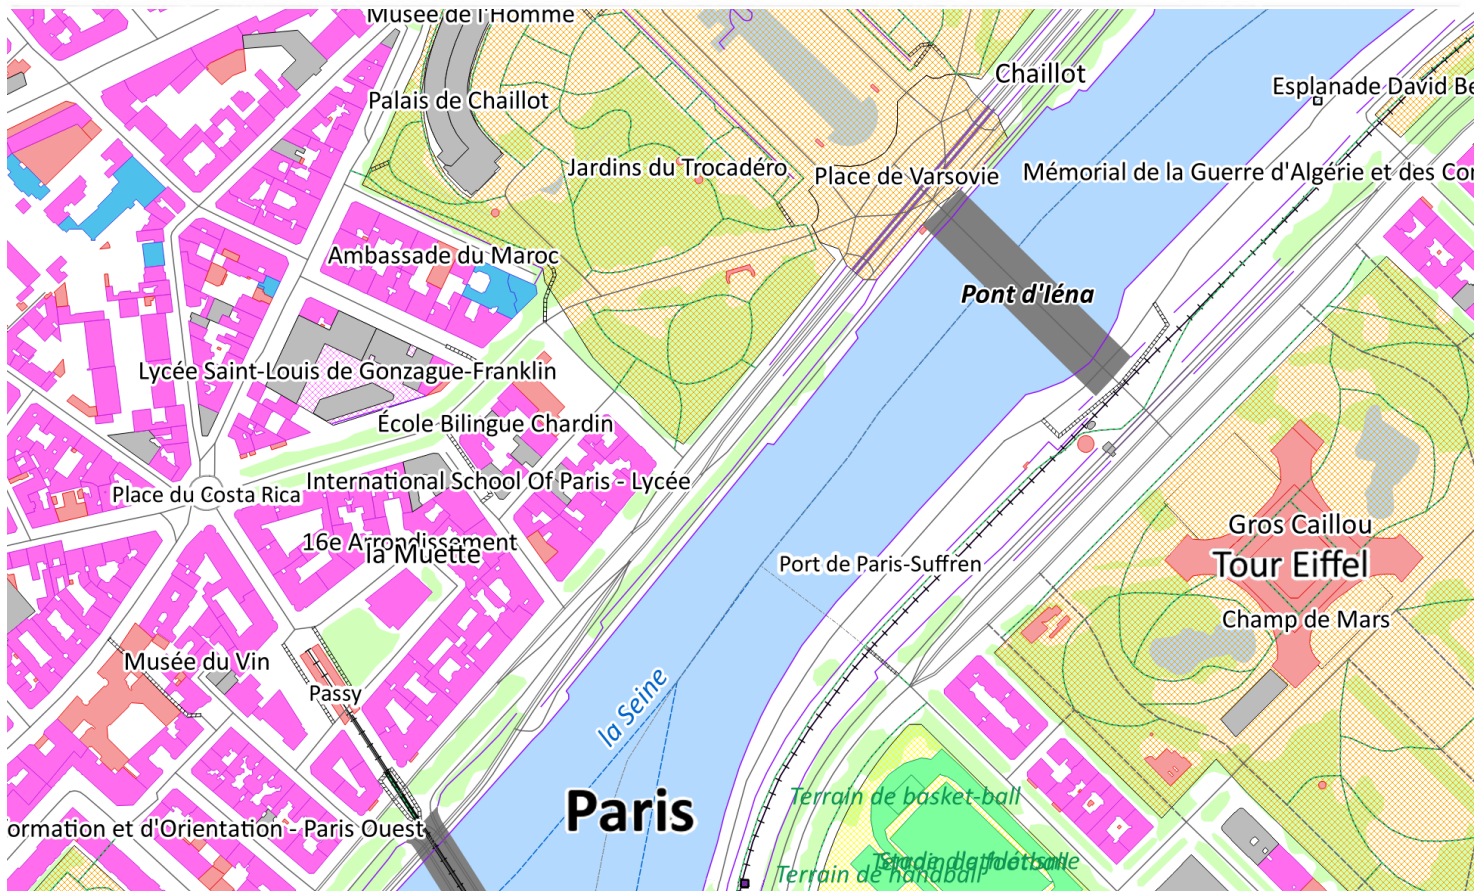 Musée de l'Homme
Chaillot
Esplanade David Be
Palais de Chaillot
Jardins du Trocadéro
Place de Varsovie
Mémorial de la Guerre d'Algérie et des Co
Ambassade du Maroc
Pont d'Iéna
Lycée Saint-Louis de Gonzague-Franklin
École Bilingue Chardin
International School Of Paris - Lycée
Place du Costa Rica
Gros Caillou
16e Arrondissement
la Muette
Port de Paris-Suffren
Tour Eiffel
Champ de Mars
Musée du Vin
Passy
la Seine
Paris
Terrain de basket-ball
ormation et d'Orientation - Paris Ouest
Terrain de handball